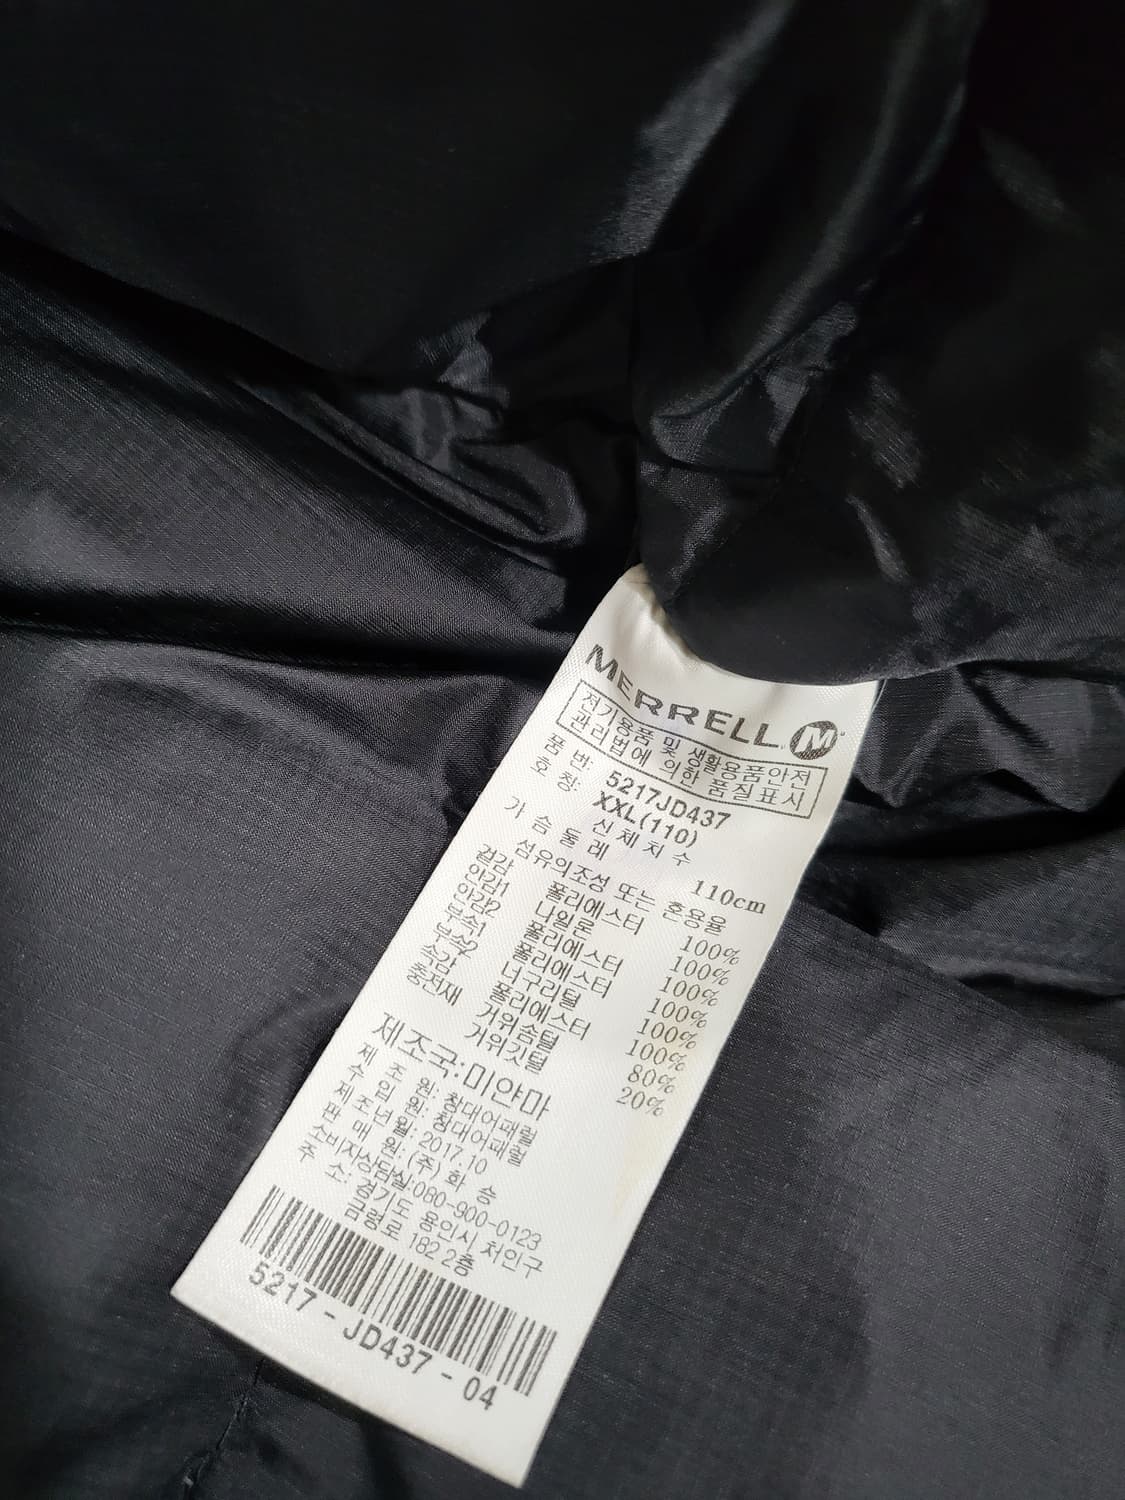 MERRELL M
전기용품 및 생활용품안전
관리법에 의한 품질표시
품 번: 5217JD437
호 칭: XXL(110)
신 체 치 수
가 슴 둘 레 110cm
섬유의조성 또는 혼용율
겉감 폴리에스터 100%
안감1 나일론 100%
안감2 폴리에스터 100%
부속1 폴리에스터 100%
부속2 너구리털 100%
속감 폴리에스터 100%
충전재 거위솜털 80%
거위깃털 20%
제조국:미얀마
제 조 원: 창대어패럴
수 입 원: 창대어패럴
제조년월: 2017.10
판 매 원: (주) 화 승
소비자상담실:080-900-0123
주 소: 경기도 용인시 처인구
금령로 182 2층
5217 - JD437 - 04